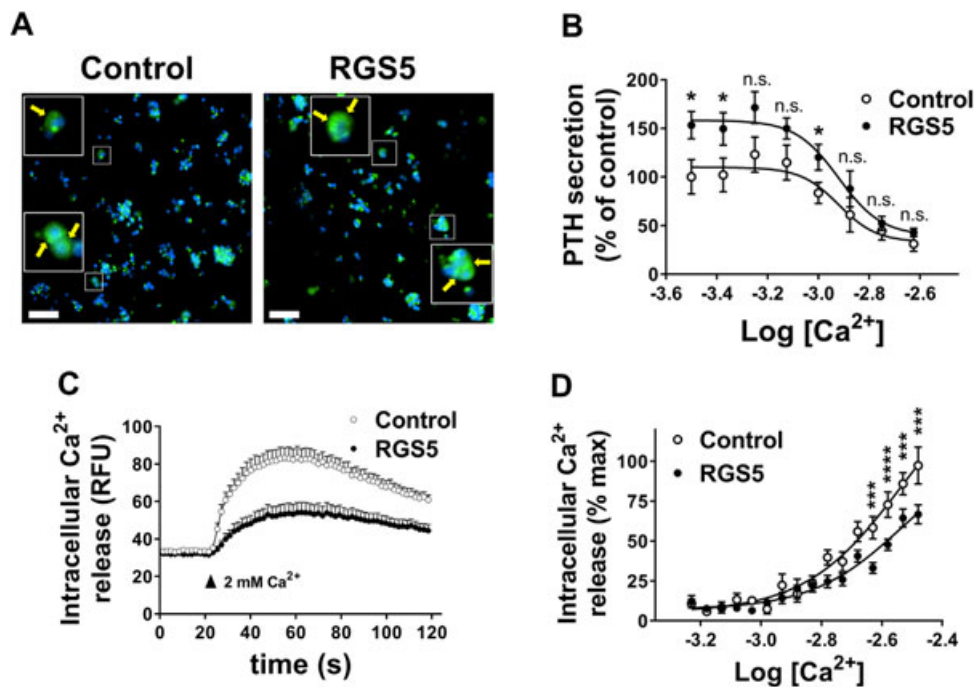 A
Control
RGS5
B
PTH secretion
(% of control)
200
150
100
50
0
* * n.s. n.s. * n.s. n.s. n.s.
Control
RGS5
-3.6 -3.4 -3.2 -3.0 -2.8 -2.6
Log [Ca2+]
C
Intracellular Ca2+
release (RFU)
100
80
60
40
20
Control
RGS5
2 mM Ca2+
0 20 40 60 80 100 120
time (s)
D
Intracellular Ca2+
release (% max)
100
75
50
25
0
Control
RGS5
*** **** *** ***
-3.2 -3.0 -2.8 -2.6 -2.4
Log [Ca2+]